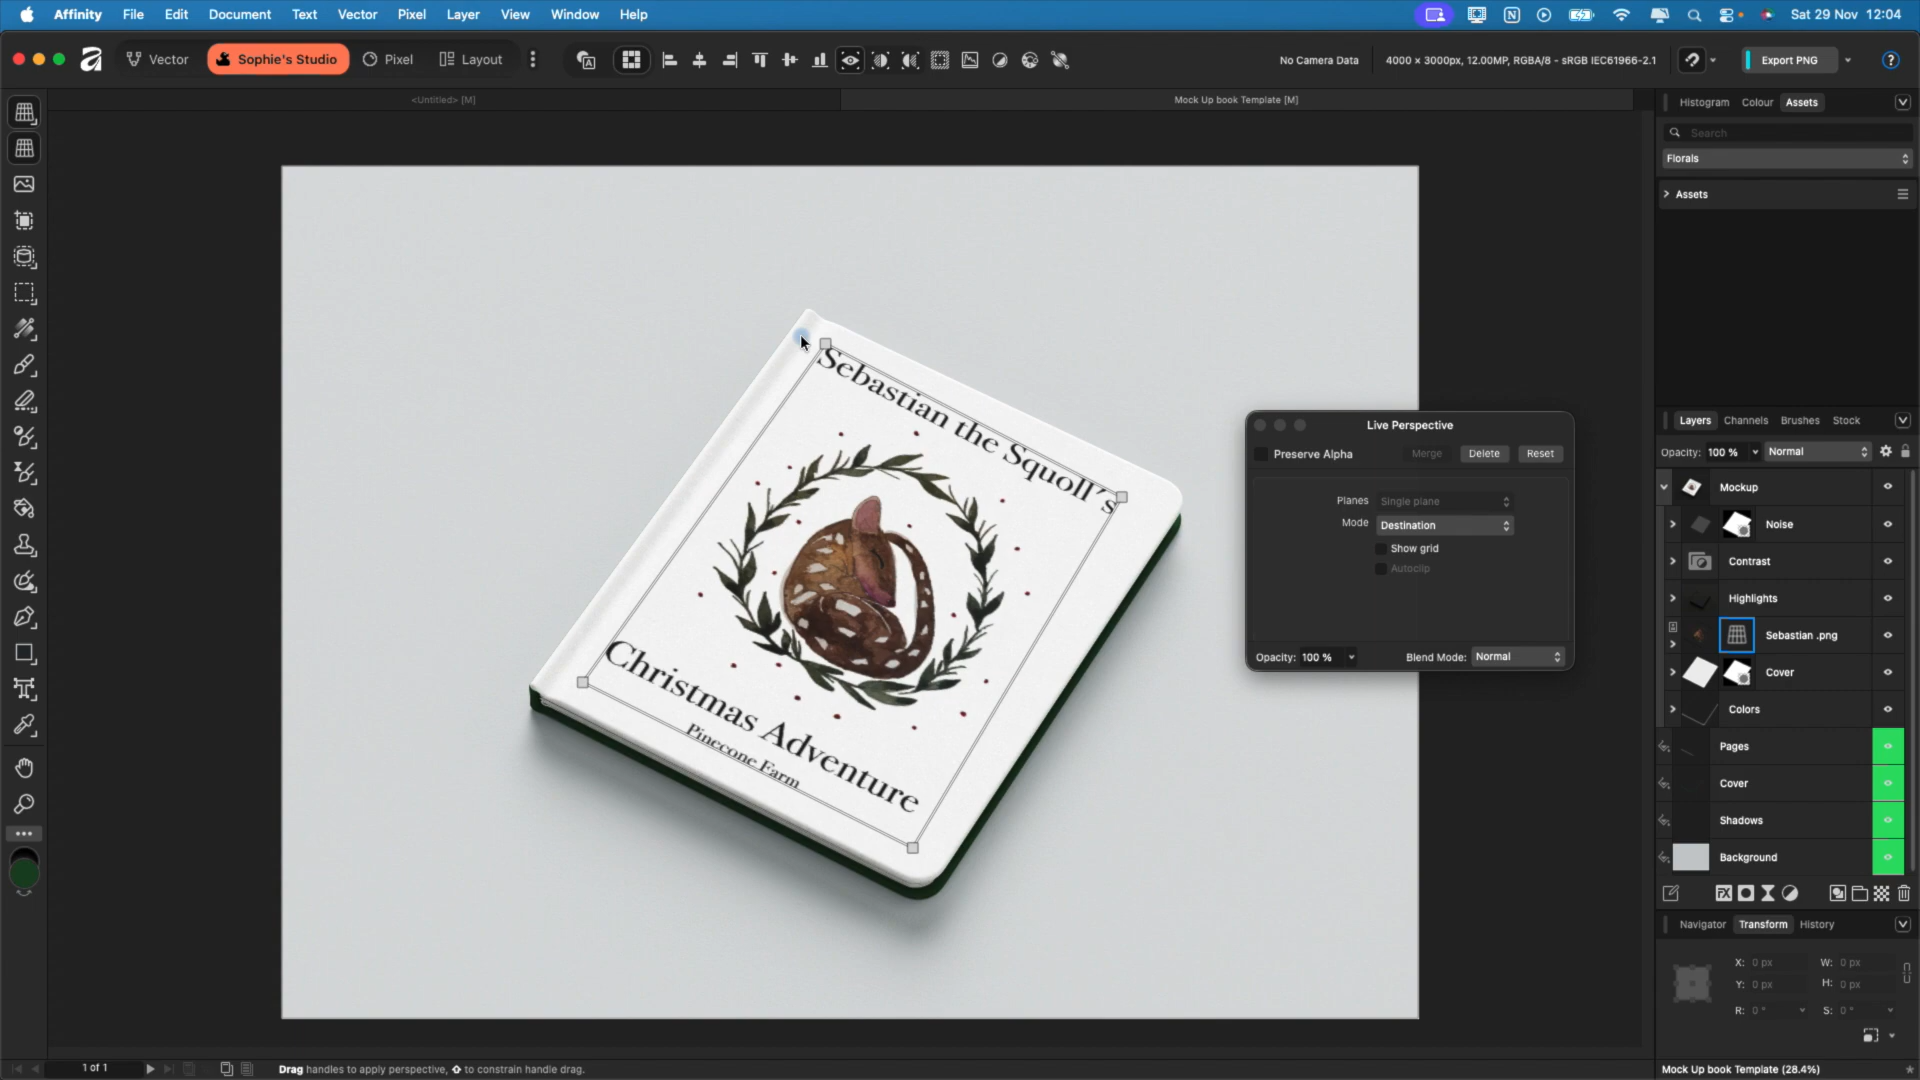 Affinity File Edit Document Text Vector Pixel Layer View Window Help Sat 29 Nov 12:04
Vector Sophie's Studio Pixel Layout No Camera Data 4000 × 3000px, 12.00MP, RGBA/8 - sRGB IEC61966-2.1 Export PNG
<Untitled> [M] Mock Up book Template [M]
Histogram Colour Assets
Search
Florals
Assets
Sebastian the Squoll's
Christmas Adventure
Pinecone Farm
Live Perspective
Preserve Alpha Merge Delete Reset
Planes Single plane
Mode Destination
Show grid
Autoclip
Opacity: 100 % Blend Mode: Normal
Layers Channels Brushes Stock
Opacity: 100 % Normal
Mockup
Noise
Contrast
Highlights
Sebastian .png
Cover
Colors
Pages
Cover
Shadows
Background
Navigator Transform History
X: 0 px W: 0 px
Y: 0 px H: 0 px
R: 0 ° S: 0 °
1 of 1 Drag handles to apply perspective, to constrain handle drag. Mock Up book Template (28.4%)